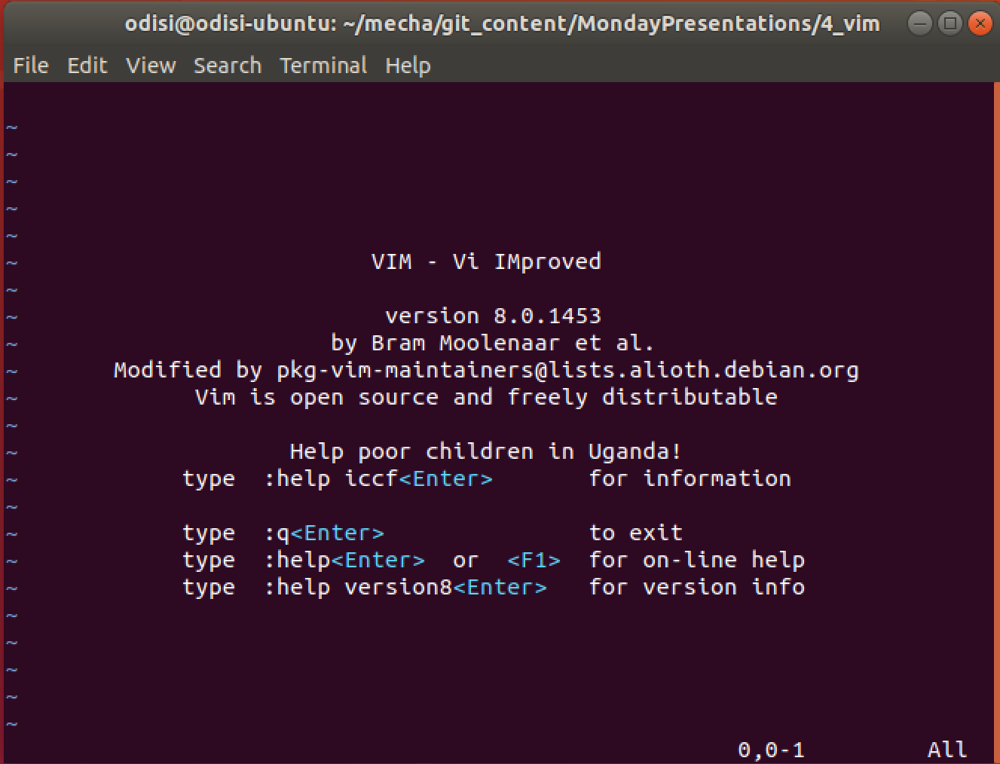 odisi@odisi-ubuntu: ~/mecha/git_content/MondayPresentations/4_vim
File Edit View Search Terminal Help
~
~
~
~
~
~ VIM - Vi IMproved
~
~ version 8.0.1453
~ by Bram Moolenaar et al.
~ Modified by pkg-vim-maintainers@lists.alioth.debian.org
~ Vim is open source and freely distributable
~
~ Help poor children in Uganda!
~ type :help iccf<Enter> for information
~
~ type :q<Enter> to exit
~ type :help<Enter> or <F1> for on-line help
~ type :help version8<Enter> for version info
~
~
~
~
~
0,0-1 All